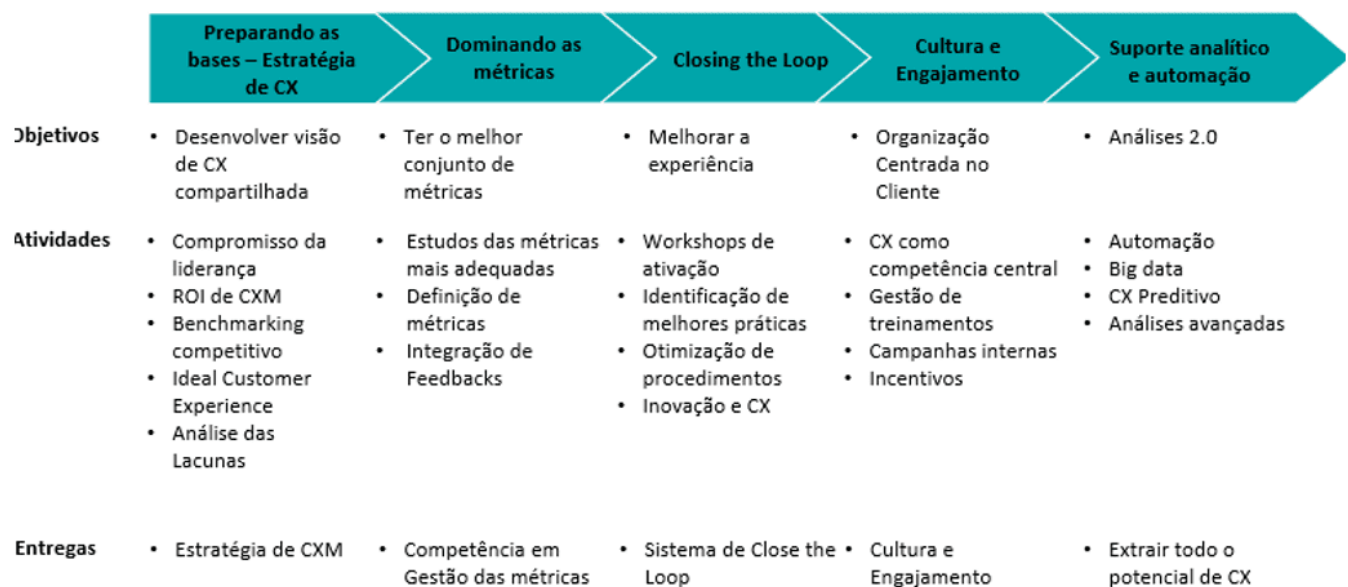 Preparando as
bases – Estratégia
de CX
Dominando as
métricas
Closing the Loop
Cultura e
Engajamento
Suporte analítico
e automação
Objetivos
• Desenvolver visão
de CX
compartilhada
• Ter o melhor
conjunto de
métricas
• Melhorar a
experiência
• Organização
Centrada no
Cliente
• Análises 2.0
Atividades
• Compromisso da
liderança
• ROI de CXM
• Benchmarking
competitivo
• Ideal Customer
Experience
• Análise das
Lacunas
• Estudos das métricas
mais adequadas
• Definição de
métricas
• Integração de
Feedbacks
• Workshops de
ativação
• Identificação de
melhores práticas
• Otimização de
procedimentos
• Inovação e CX
• CX como
competência central
• Gestão de
treinamentos
• Campanhas internas
• Incentivos
• Automação
• Big data
• CX Preditivo
• Análises avançadas
Entregas
• Estratégia de CXM
• Competência em
Gestão das métricas
• Sistema de Close the
Loop
• Cultura e
Engajamento
• Extrair todo o
potencial de CX